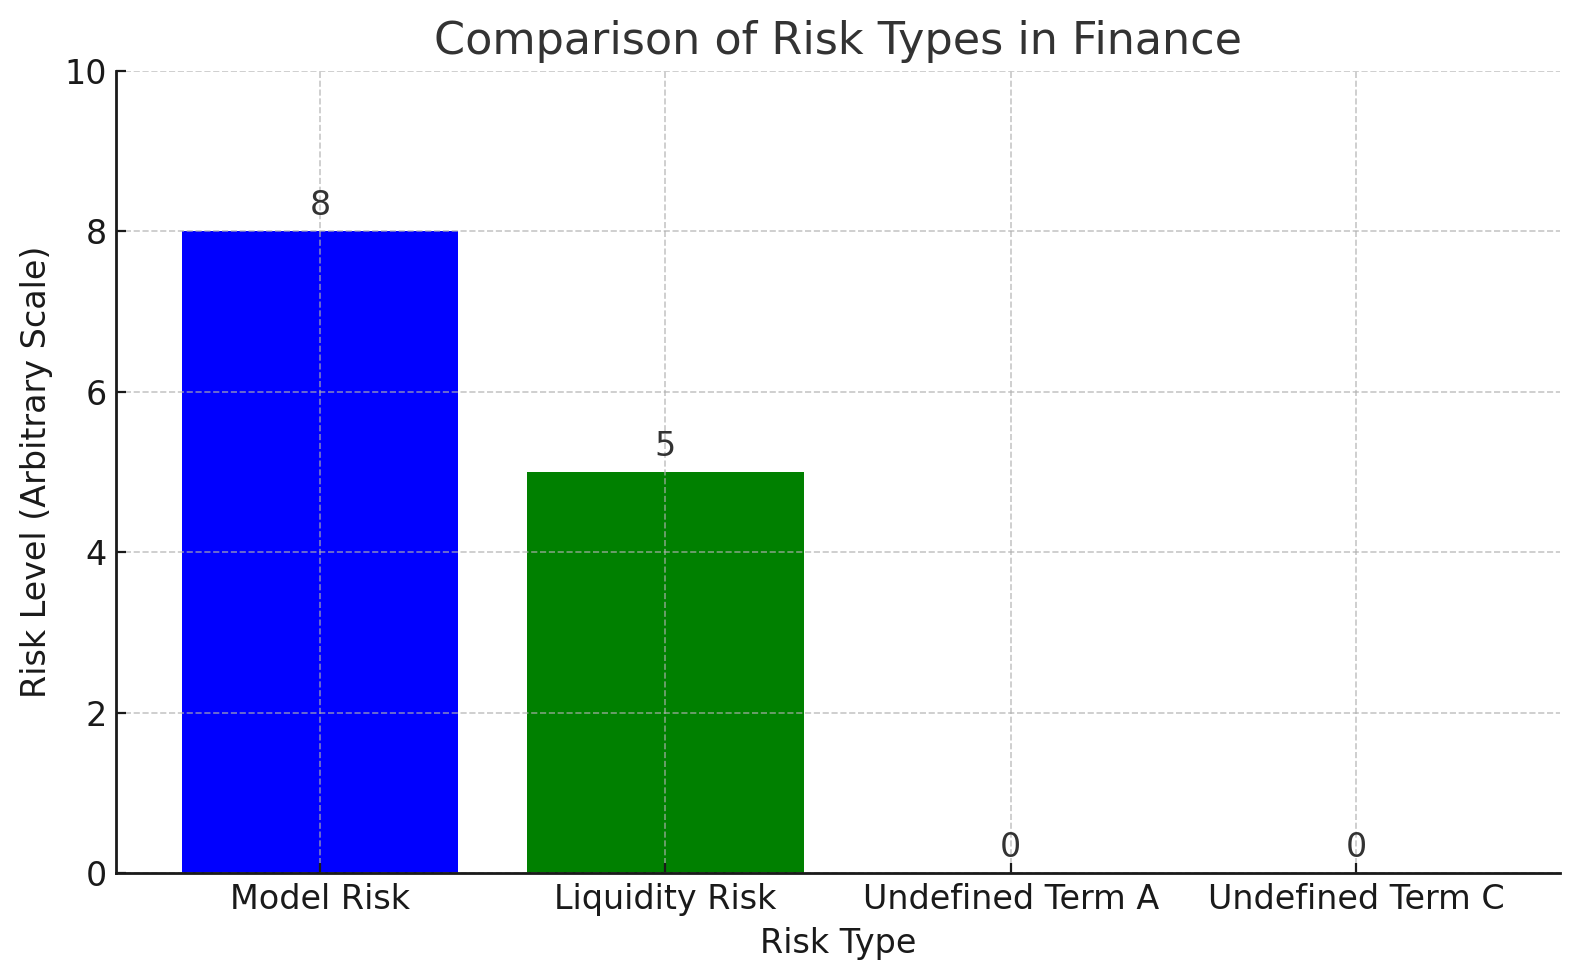 Comparison of Risk Types in Finance
10
8
6
4
2
0
Risk Level (Arbitrary Scale)
8
5
0
0
Model Risk
Liquidity Risk
Undefined Term A
Undefined Term C
Risk Type